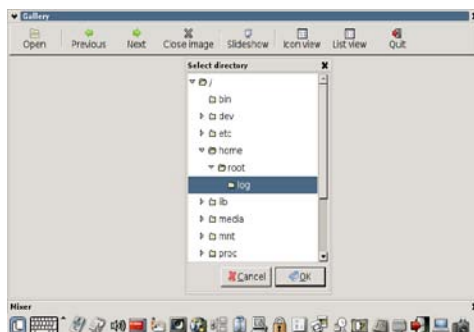 Gallery
Open Previous Next Close image Slideshow Icon view List view Quit
Select directory
/
bin
dev
etc
home
root
log
lib
media
mnt
proc
Cancel OK
Mixer